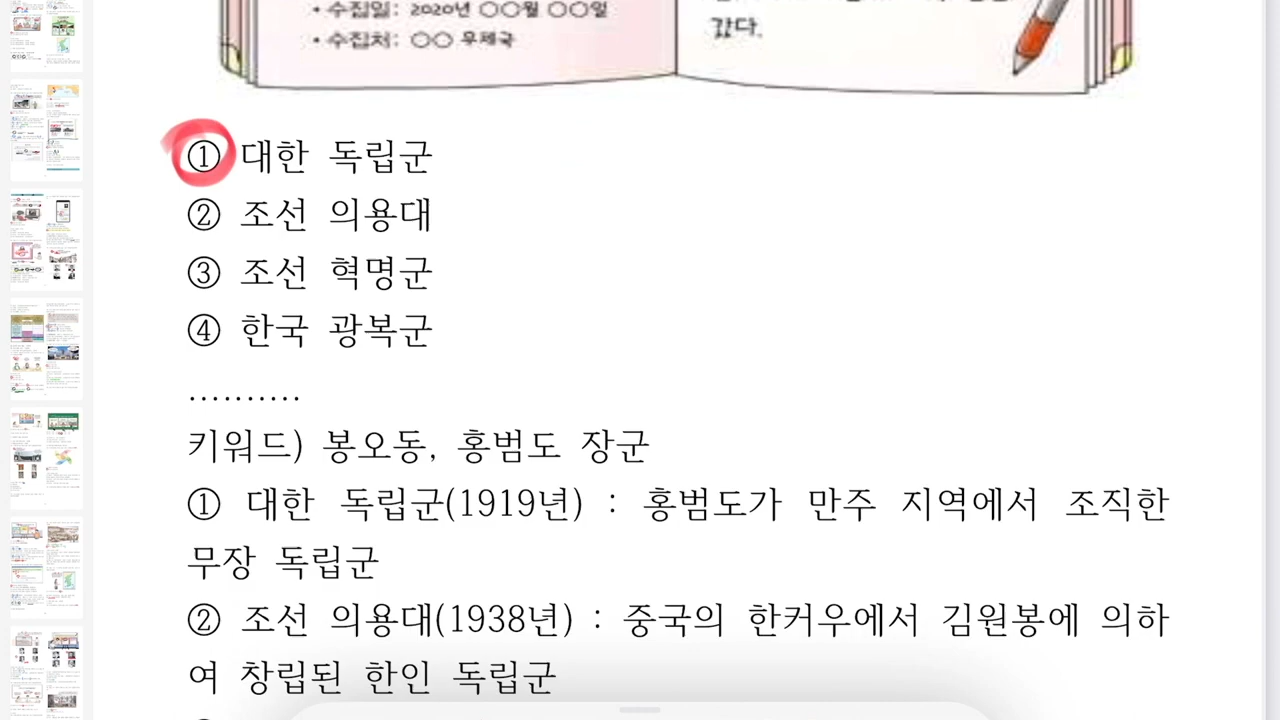 • 수집일: 2020년 ○○월 ○○일
• 수집처: ○○ 우체국
갔다.
① 대한 독립군
② 조선 의용대
③ 조선 혁명군
④ 한국 광복군
··········
키워드) 봉오동, 홍범도 장군
① 대한 독립군(1919년) : 홍범도가 만주 지역에서 조직한
무장 독립군
② 조선 의용대(1938년) : 중국의 한커우에서 김원봉에 의하
여 창립된 한인 독립군